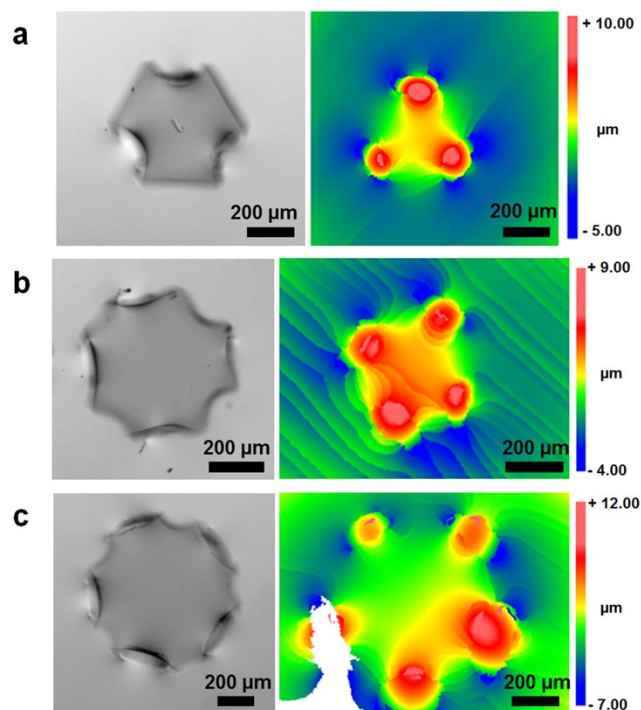 a
200 µm
200 µm
+ 10.00
µm
- 5.00
b
200 µm
200 µm
+ 9.00
µm
- 4.00
c
200 µm
200 µm
+ 12.00
µm
- 7.00